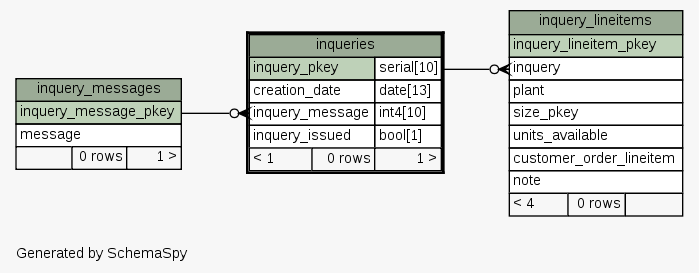 inquery_messages
inquery_message_pkey
message
0 rows 1 >
inqueries
inquery_pkey serial[10]
creation_date date[13]
inquery_message int4[10]
inquery_issued bool[1]
< 1 0 rows 1 >
inquery_lineitems
inquery_lineitem_pkey
inquery
plant
size_pkey
units_available
customer_order_lineitem
note
< 4 0 rows
Generated by SchemaSpy